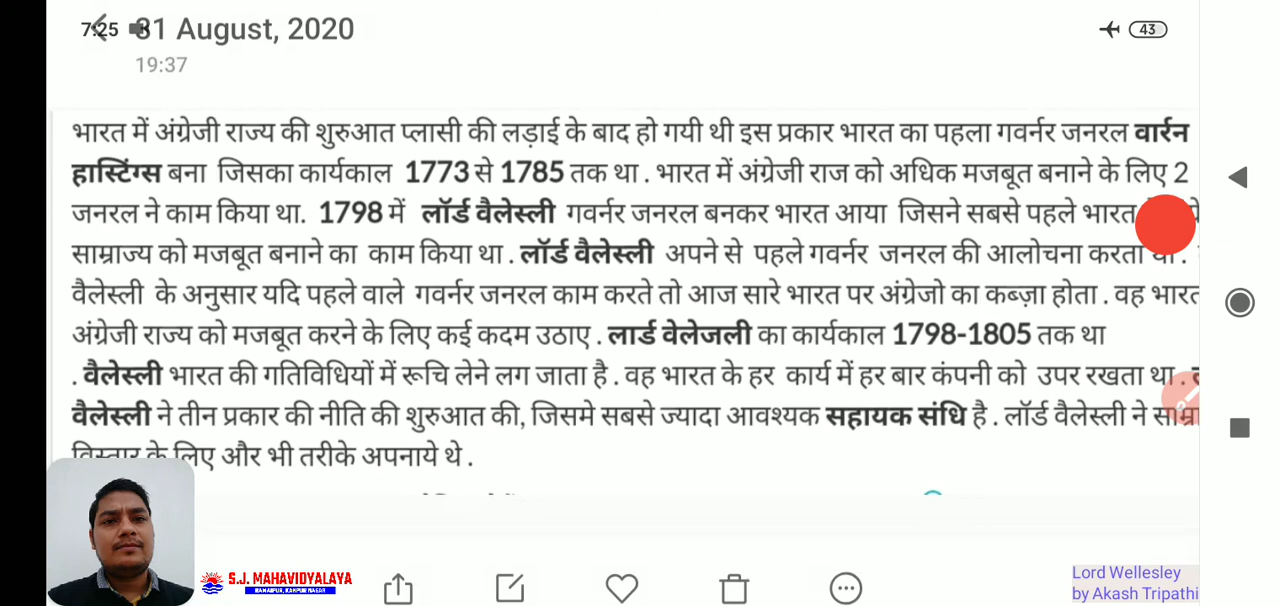 7:25
31 August, 2020
43
19:37
भारत में अंग्रेजी राज्य की शुरुआत प्लासी की लड़ाई के बाद हो गयी थी इस प्रकार भारत का पहला गवर्नर जनरल वार्रन
हास्टिंग्स बना जिसका कार्यकाल 1773 से 1785 तक था . भारत में अंग्रेजी राज को अधिक मजबूत बनाने के लिए 2
जनरल ने काम किया था. 1798 में लॉर्ड वैलेस्ली गवर्नर जनरल बनकर भारत आया जिसने सबसे पहले भारत
साम्राज्य को मजबूत बनाने का काम किया था . लॉर्ड वैलेस्ली अपने से पहले गवर्नर जनरल की आलोचना करता था .
वैलेस्ली के अनुसार यदि पहले वाले गवर्नर जनरल काम करते तो आज सारे भारत पर अंग्रेजो का कब्ज़ा होता . वह भारत
अंग्रेजी राज्य को मजबूत करने के लिए कई कदम उठाए . लार्ड वेलेजली का कार्यकाल 1798-1805 तक था
. वैलेस्ली भारत की गतिविधियों में रूचि लेने लग जाता है . वह भारत के हर कार्य में हर बार कंपनी को उपर रखता था .
वैलेस्ली ने तीन प्रकार की नीति की शुरुआत की, जिसमे सबसे ज्यादा आवश्यक सहायक संधि है . लॉर्ड वैलेस्ली ने साम्रा
विस्तार के लिए और भी तरीके अपनाये थे .
S.J. MAHAVIDYALAYA
RAMAIPUR, KANPUR NAGAR
Lord Wellesley
by Akash Tripathi